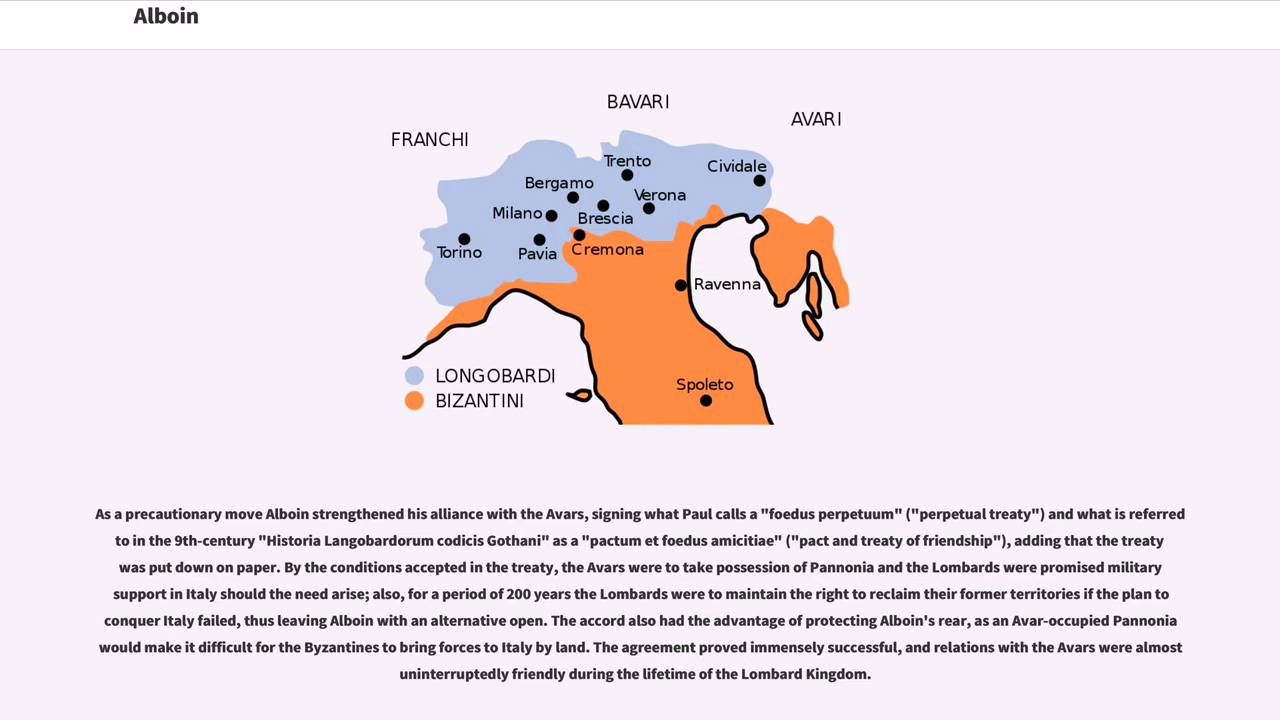 Alboin
BAVARI
AVARI
FRANCHI
Trento
Cividale
Bergamo
Verona
Milano
Brescia
Torino
Pavia
Cremona
Ravenna
LONGOBARDI
Spoleto
BIZANTINI
As a precautionary move Alboin strengthened his alliance with the Avars, signing what Paul calls a "foedus perpetuum" ("perpetual treaty") and what is referred
to in the 9th-century "Historia Langobardorum codicis Gothani" as a "pactum et foedus amicitiae" ("pact and treaty of friendship"), adding that the treaty
was put down on paper. By the conditions accepted in the treaty, the Avars were to take possession of Pannonia and the Lombards were promised military
support in Italy should the need arise; also, for a period of 200 years the Lombards were to maintain the right to reclaim their former territories if the plan to
conquer Italy failed, thus leaving Alboin with an alternative open. The accord also had the advantage of protecting Alboin's rear, as an Avar-occupied Pannonia
would make it difficult for the Byzantines to bring forces to Italy by land. The agreement proved immensely successful, and relations with the Avars were almost
uninterruptedly friendly during the lifetime of the Lombard Kingdom.